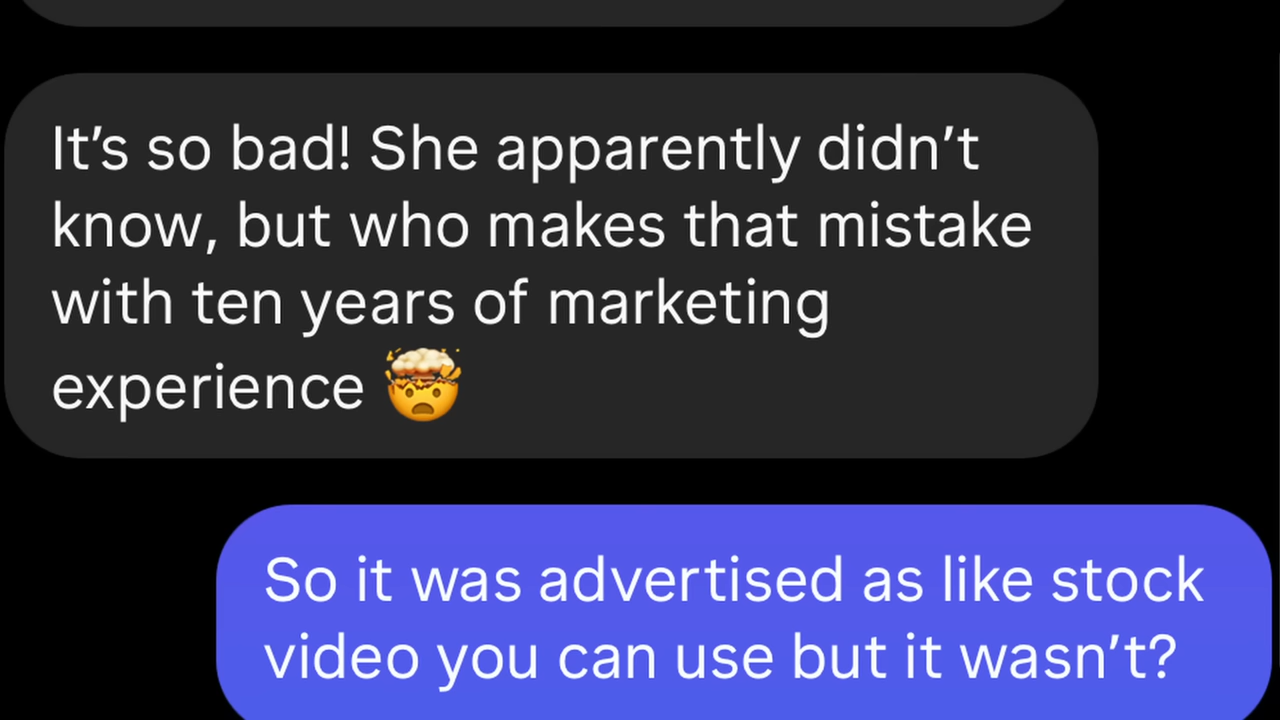 It’s so bad! She apparently didn’t
know, but who makes that mistake
with ten years of marketing
experience 🤯
So it was advertised as like stock
video you can use but it wasn’t?